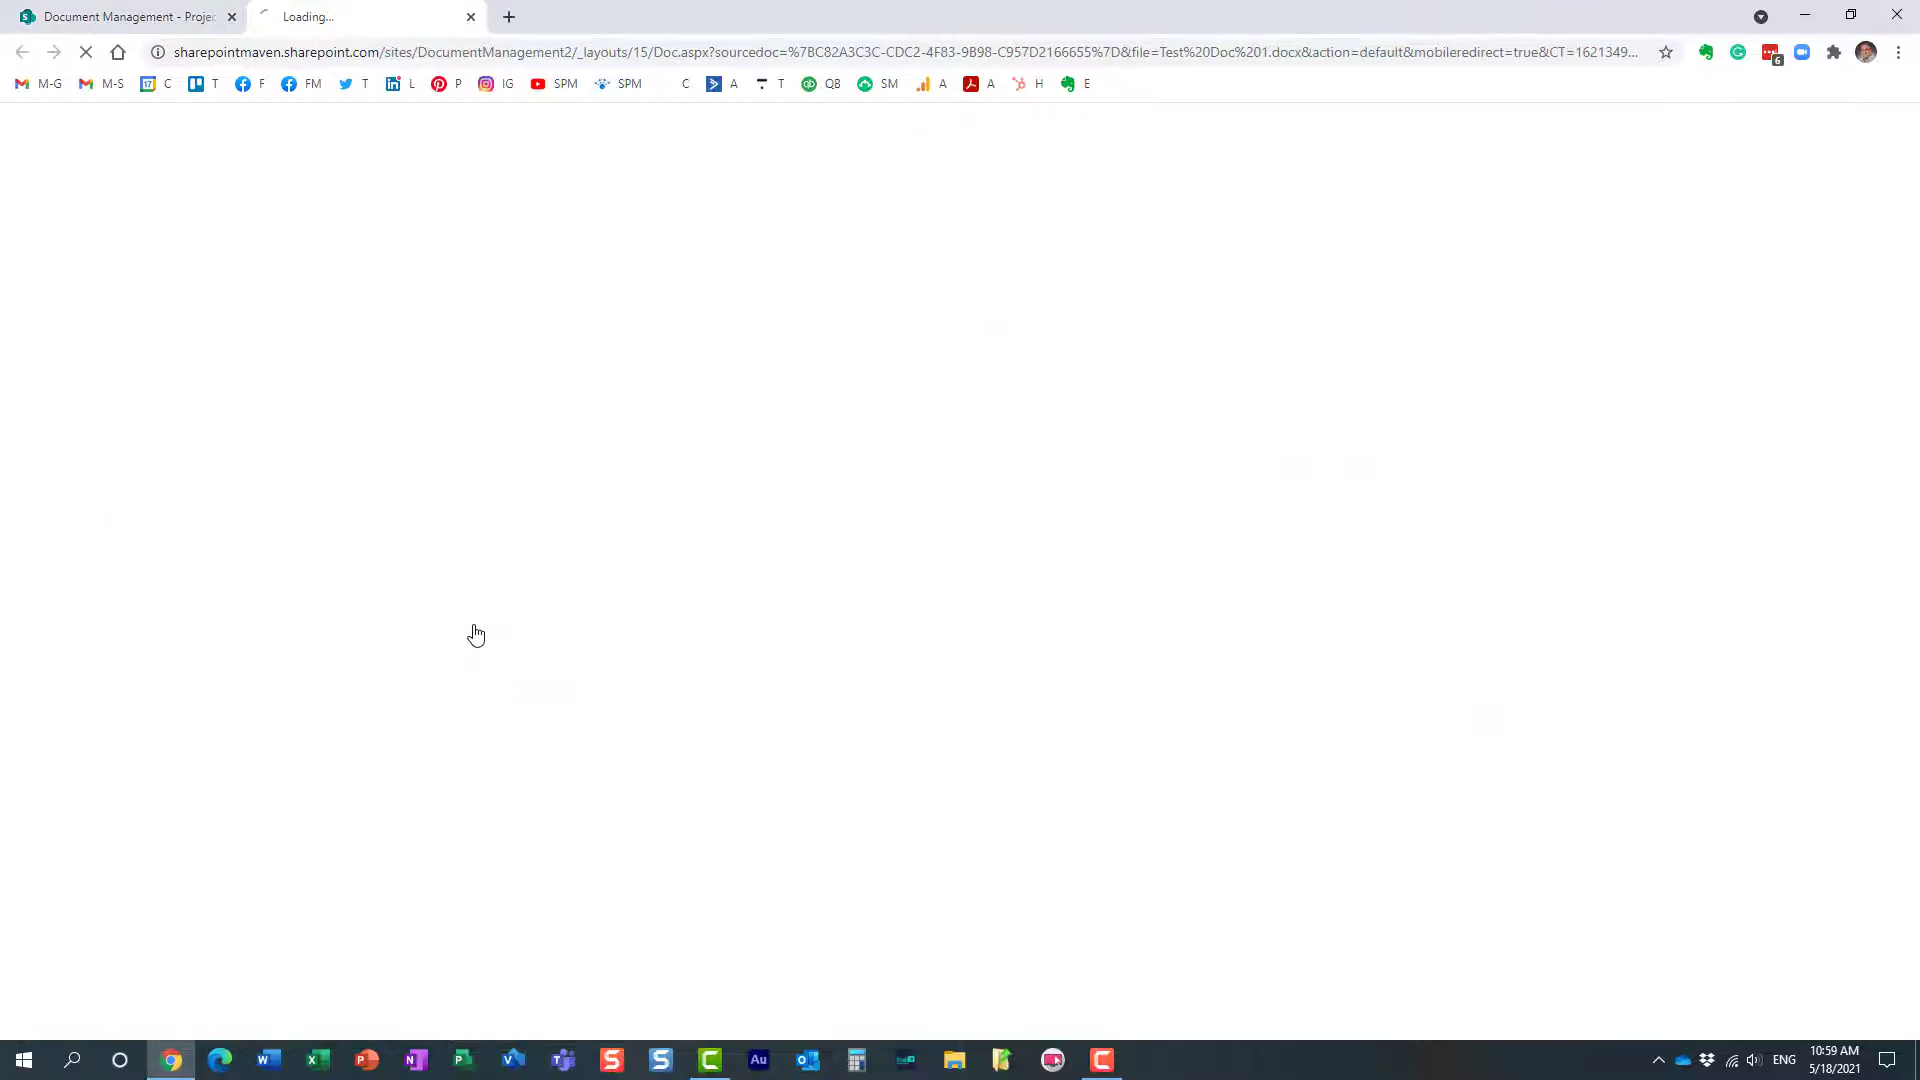 Document Management - Projec
Loading...
sharepointmaven.sharepoint.com/sites/DocumentManagement2/_layouts/15/Doc.aspx?sourcedoc=%7BC82A3C3C-CDC2-4F83-9B98-C957D2166655%7D&file=Test%20Doc%201.docx&action=default&mobileredirect=true&CT=1621349...
6
M-G M-S 17 C T F FM T L P IG SPM SPM C A T QB SM A A H E
ENG
10:59 AM
5/18/2021